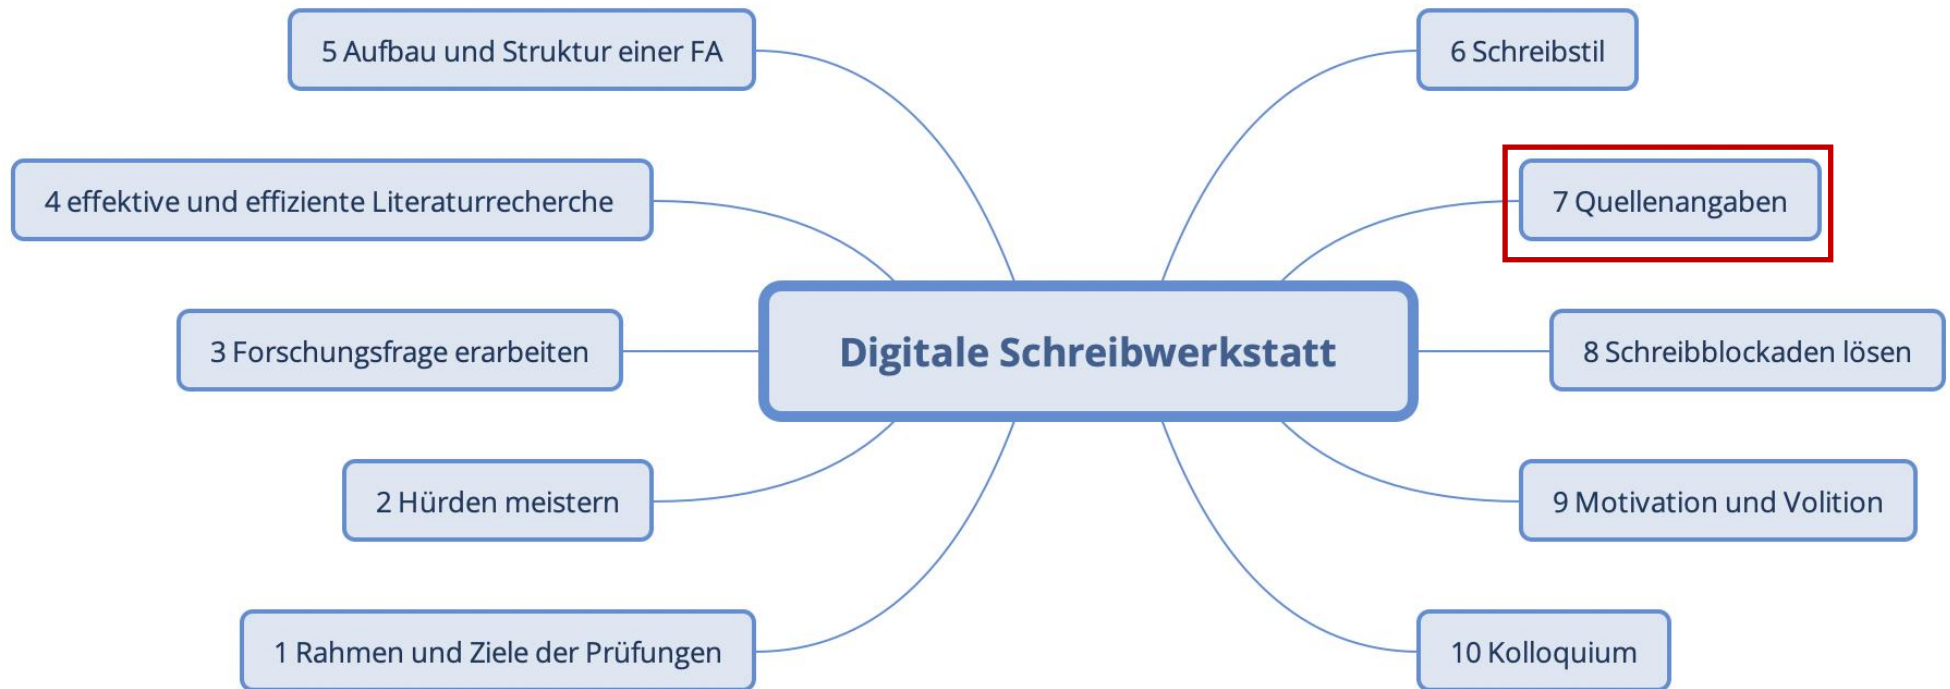 5 Aufbau und Struktur einer FA
6 Schreibstil
4 effektive und effiziente Literaturrecherche
7 Quellenangaben
Digitale Schreibwerkstatt
3 Forschungsfrage erarbeiten
8 Schreibblockaden lösen
2 Hürden meistern
9 Motivation und Volition
1 Rahmen und Ziele der Prüfungen
10 Kolloquium